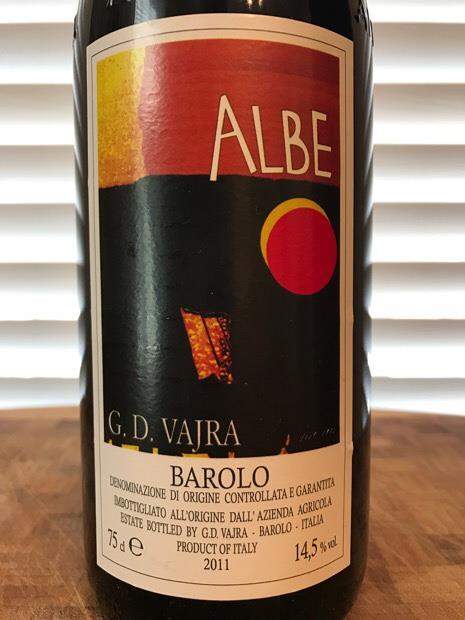 ALBE
G. D. VAJRA
BAROLO
DENOMINAZIONE DI ORIGINE CONTROLLATA E GARANTITA
IMBOTTIGLIATO ALL'ORIGINE DALL' AZIENDA AGRICOLA
ESTATE BOTTLED BY G.D. VAJRA - BAROLO - ITALIA
75 cl e PRODUCT OF ITALY 14,5 % vol.
2011